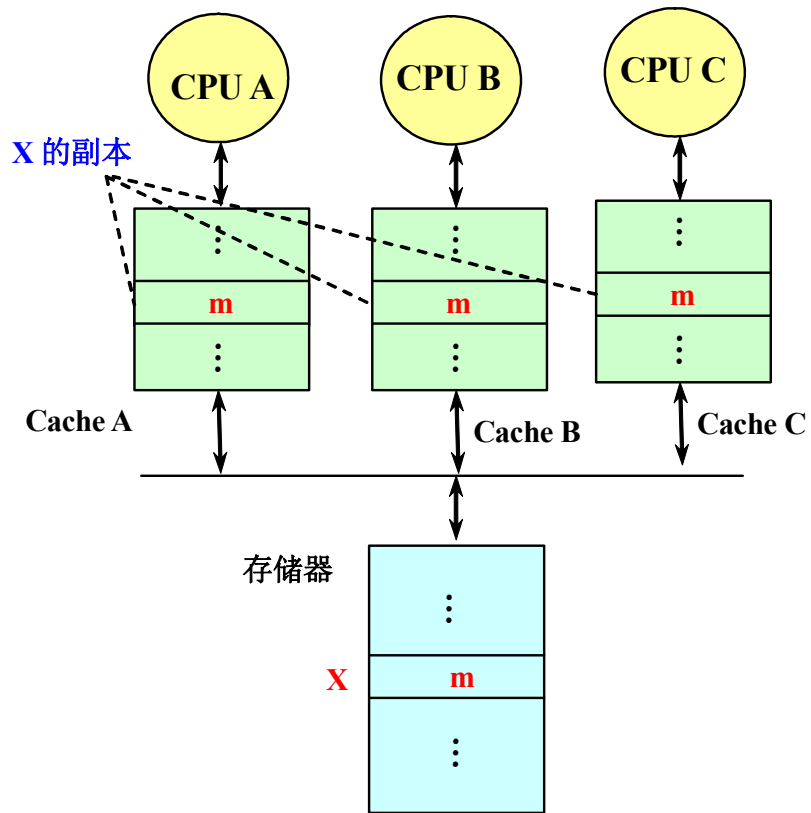 CPU A
CPU B
CPU C
X 的副本
⋮
⋮
⋮
m
m
m
⋮
⋮
⋮
Cache A
Cache B
Cache C
存储器
⋮
X
m
⋮